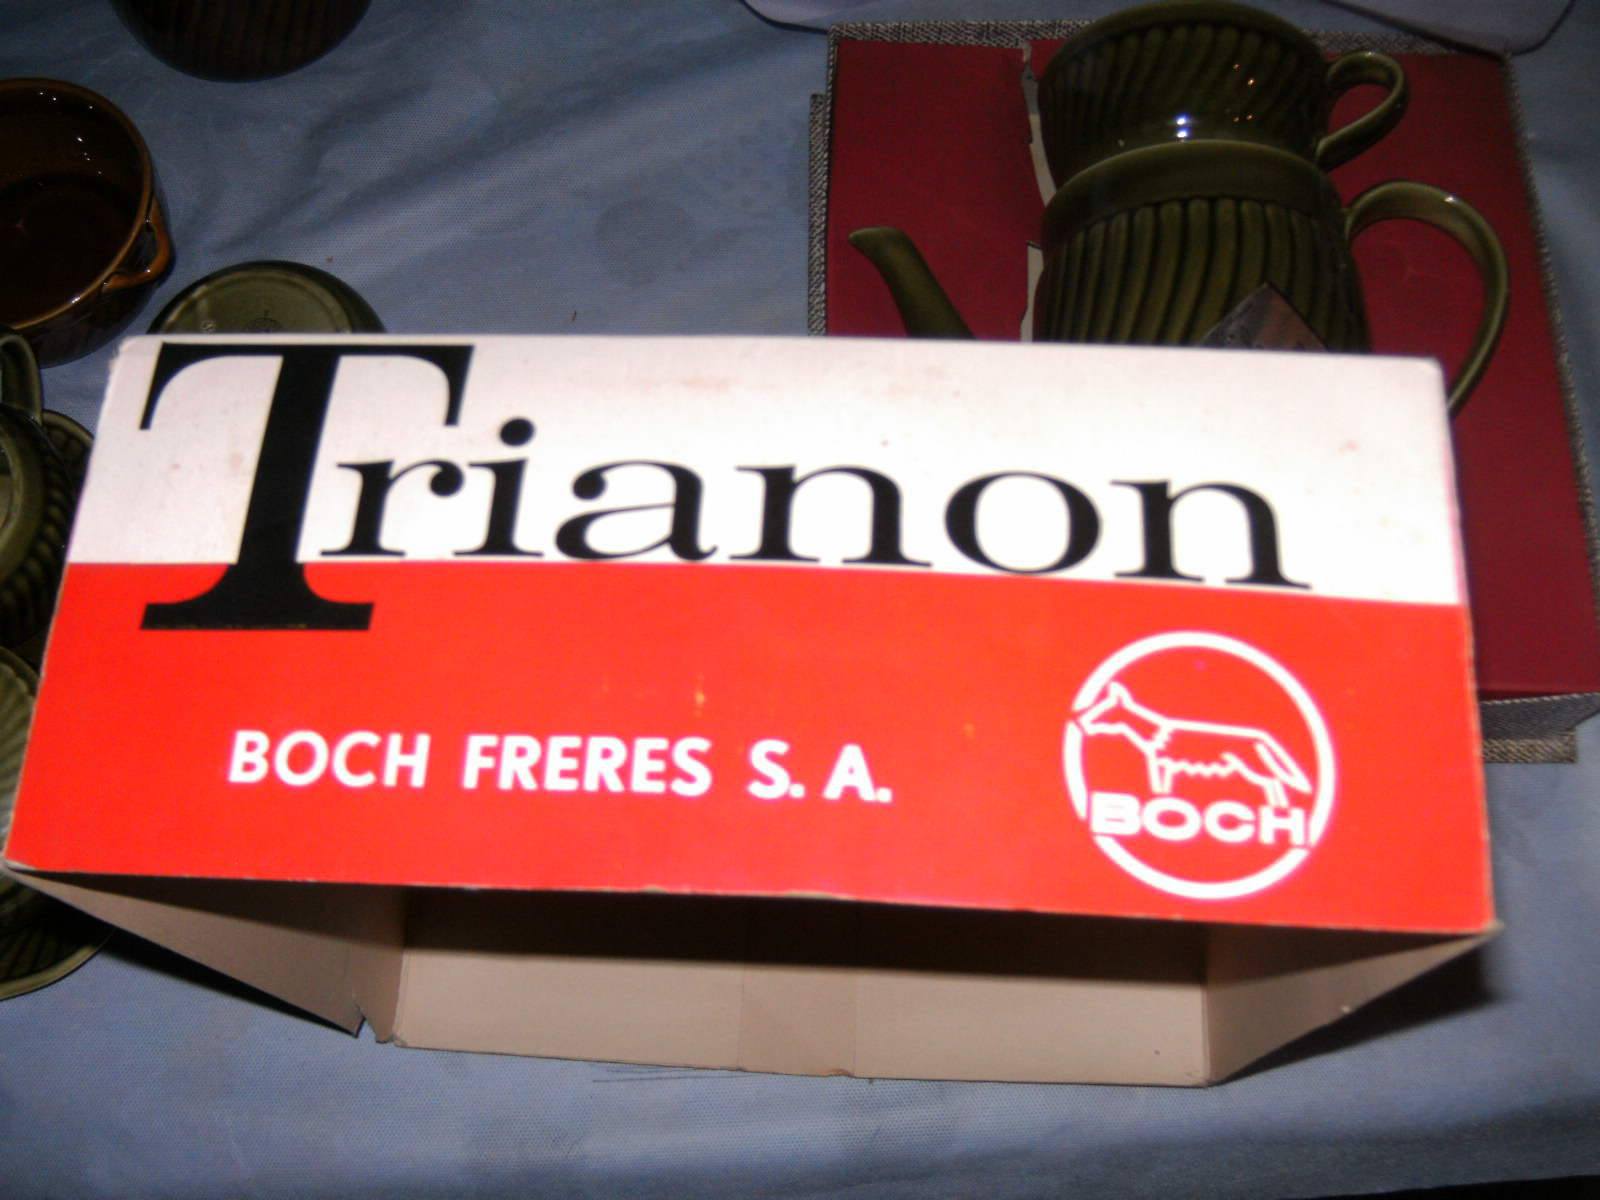 Trianon
BOCH FRERES S. A.
BOCH